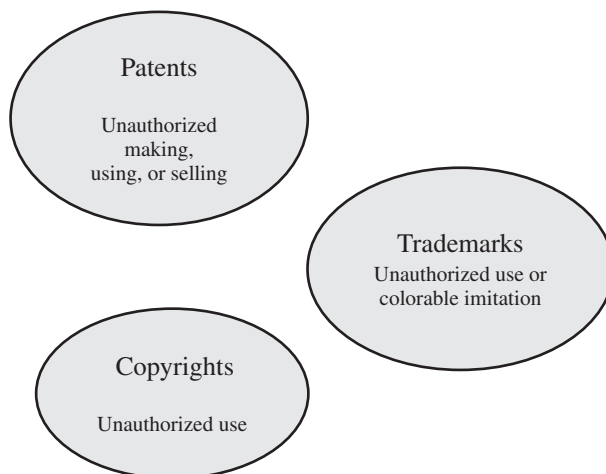 Patents
Unauthorized
making,
using, or selling
Trademarks
Unauthorized use or
colorable imitation
Copyrights
Unauthorized use